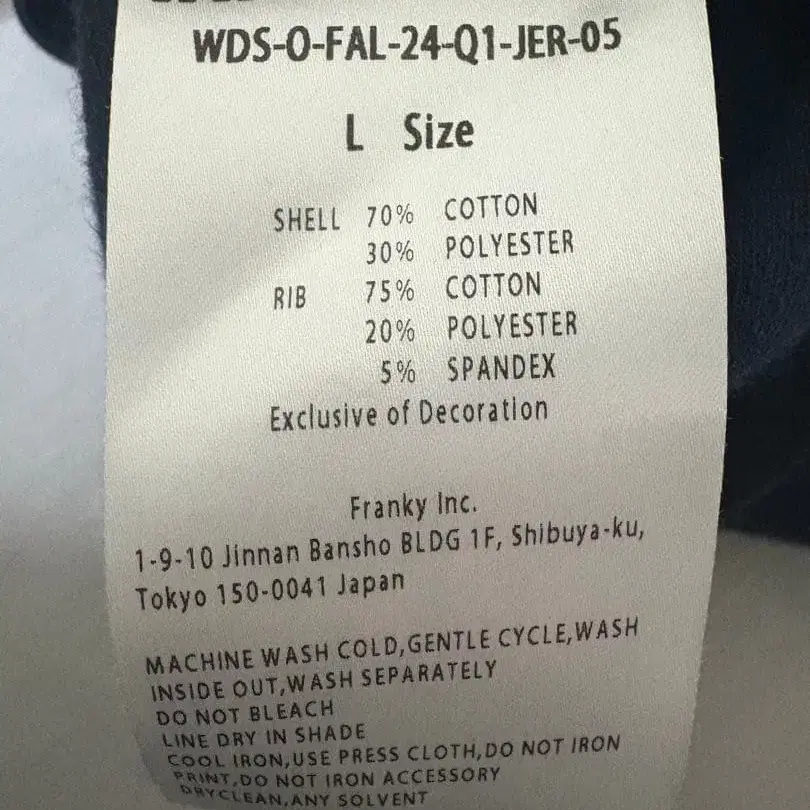 WDS-O-FAL-24-Q1-JER-05
L Size
SHELL 70% COTTON
30% POLYESTER
RIB 75% COTTON
20% POLYESTER
5% SPANDEX
Exclusive of Decoration
Franky Inc.
1-9-10 Jinnan Bansho BLDG 1F, Shibuya-ku,
Tokyo 150-0041 Japan
MACHINE WASH COLD,GENTLE CYCLE,WASH
INSIDE OUT,WASH SEPARATELY
DO NOT BLEACH
LINE DRY IN SHADE
COOL IRON,USE PRESS CLOTH,DO NOT IRON
PRINT,DO NOT IRON ACCESSORY
DRYCLEAN,ANY SOLVENT